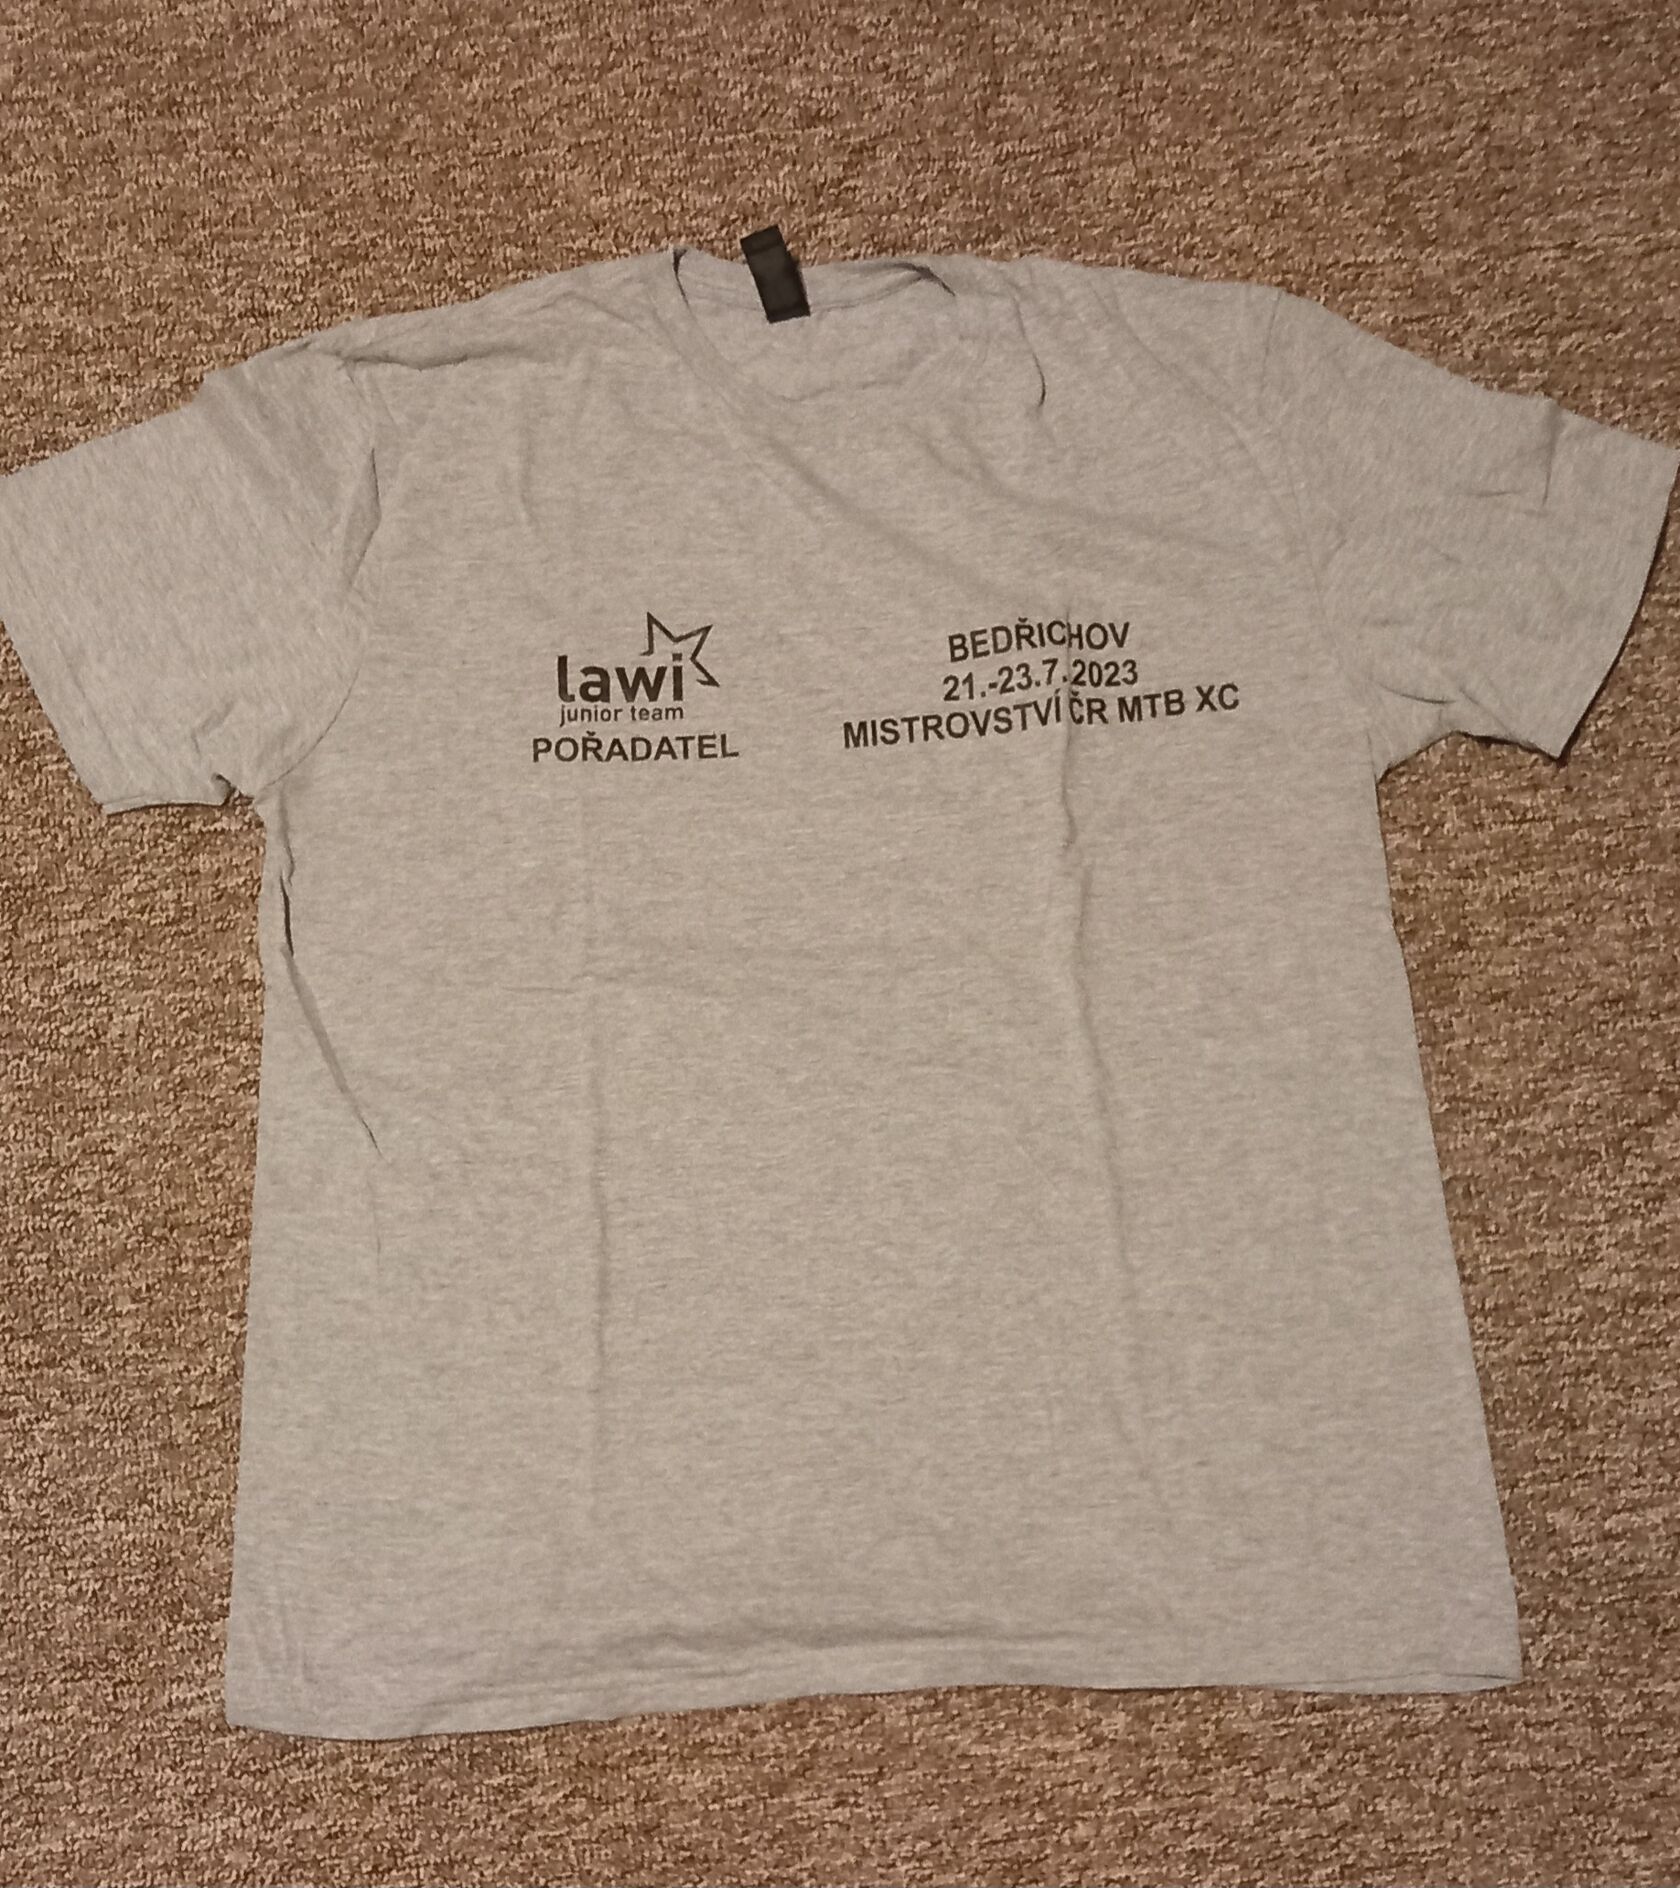 lawi
junior team
POŘADATEL
BEDŘICHOV
21.-23.7.2023
MISTROVSTVÍ ČR MTB XC